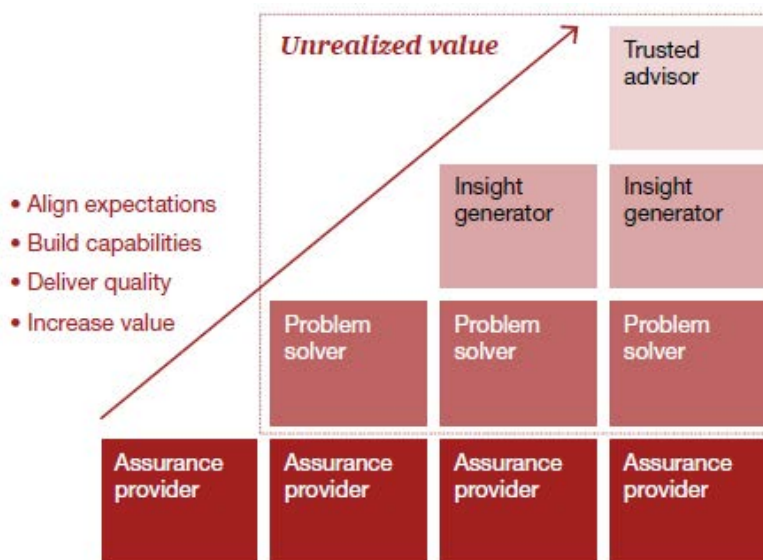 Unrealized value
Trusted
advisor
Insight
generator
Insight
generator
• Align expectations
• Build capabilities
• Deliver quality
• Increase value
Problem
solver
Problem
solver
Problem
solver
Assurance
provider
Assurance
provider
Assurance
provider
Assurance
provider